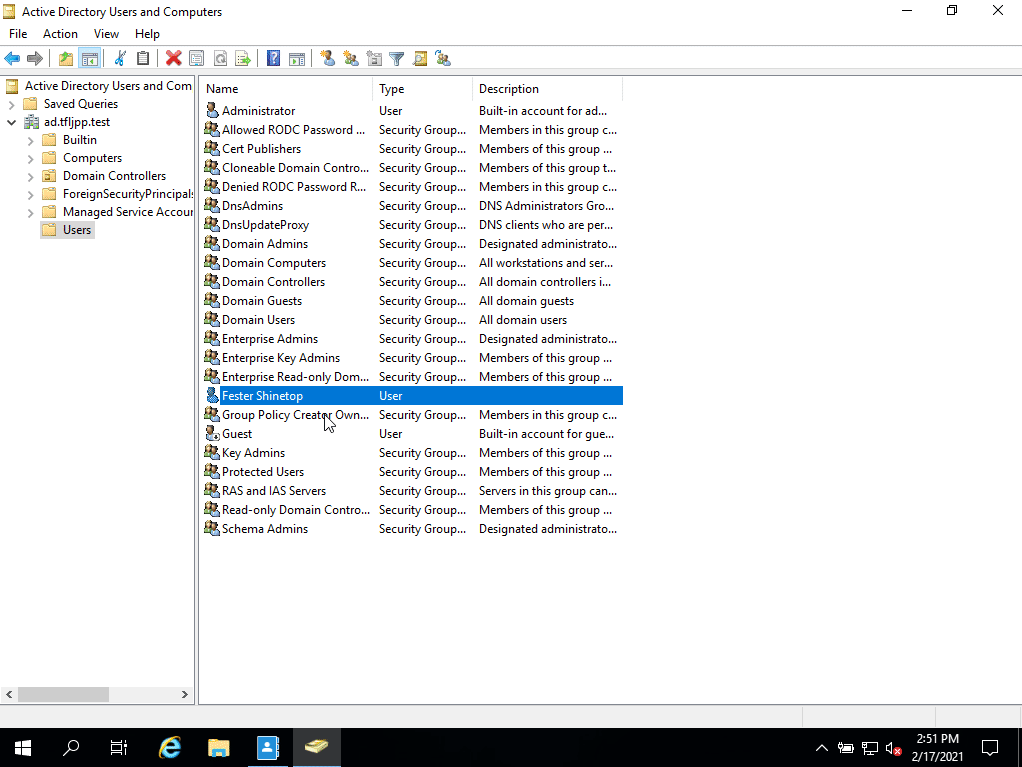 Active Directory Users and Computers
File Action View Help
Active Directory Users and Com
Saved Queries
ad.tfljpp.test
Builtin
Computers
Domain Controllers
ForeignSecurityPrincipals
Managed Service Accour
Users
Name Type Description
Administrator User Built-in account for ad...
Allowed RODC Password ... Security Group... Members in this group c...
Cert Publishers Security Group... Members of this group ...
Cloneable Domain Contro... Security Group... Members of this group t...
Denied RODC Password R... Security Group... Members in this group c...
DnsAdmins Security Group... DNS Administrators Gro...
DnsUpdateProxy Security Group... DNS clients who are per...
Domain Admins Security Group... Designated administrato...
Domain Computers Security Group... All workstations and ser...
Domain Controllers Security Group... All domain controllers i...
Domain Guests Security Group... All domain guests
Domain Users Security Group... All domain users
Enterprise Admins Security Group... Designated administrato...
Enterprise Key Admins Security Group... Members of this group ...
Enterprise Read-only Dom... Security Group... Members of this group ...
Fester Shinetop User
Group Policy Creator Own... Security Group... Members in this group c...
Guest User Built-in account for gue...
Key Admins Security Group... Members of this group ...
Protected Users Security Group... Members of this group ...
RAS and IAS Servers Security Group... Servers in this group can...
Read-only Domain Contro... Security Group... Members of this group ...
Schema Admins Security Group... Designated administrato...
2:51 PM
2/17/2021